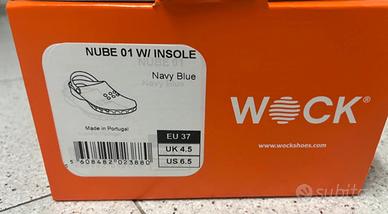 NUBE 01 W/ INSOLE
Navy Blue
Made in Portugal
EU 37
UK 4.5
US 6.5
5 608482 023880
WOCK®
www.wockshoes.com
subito